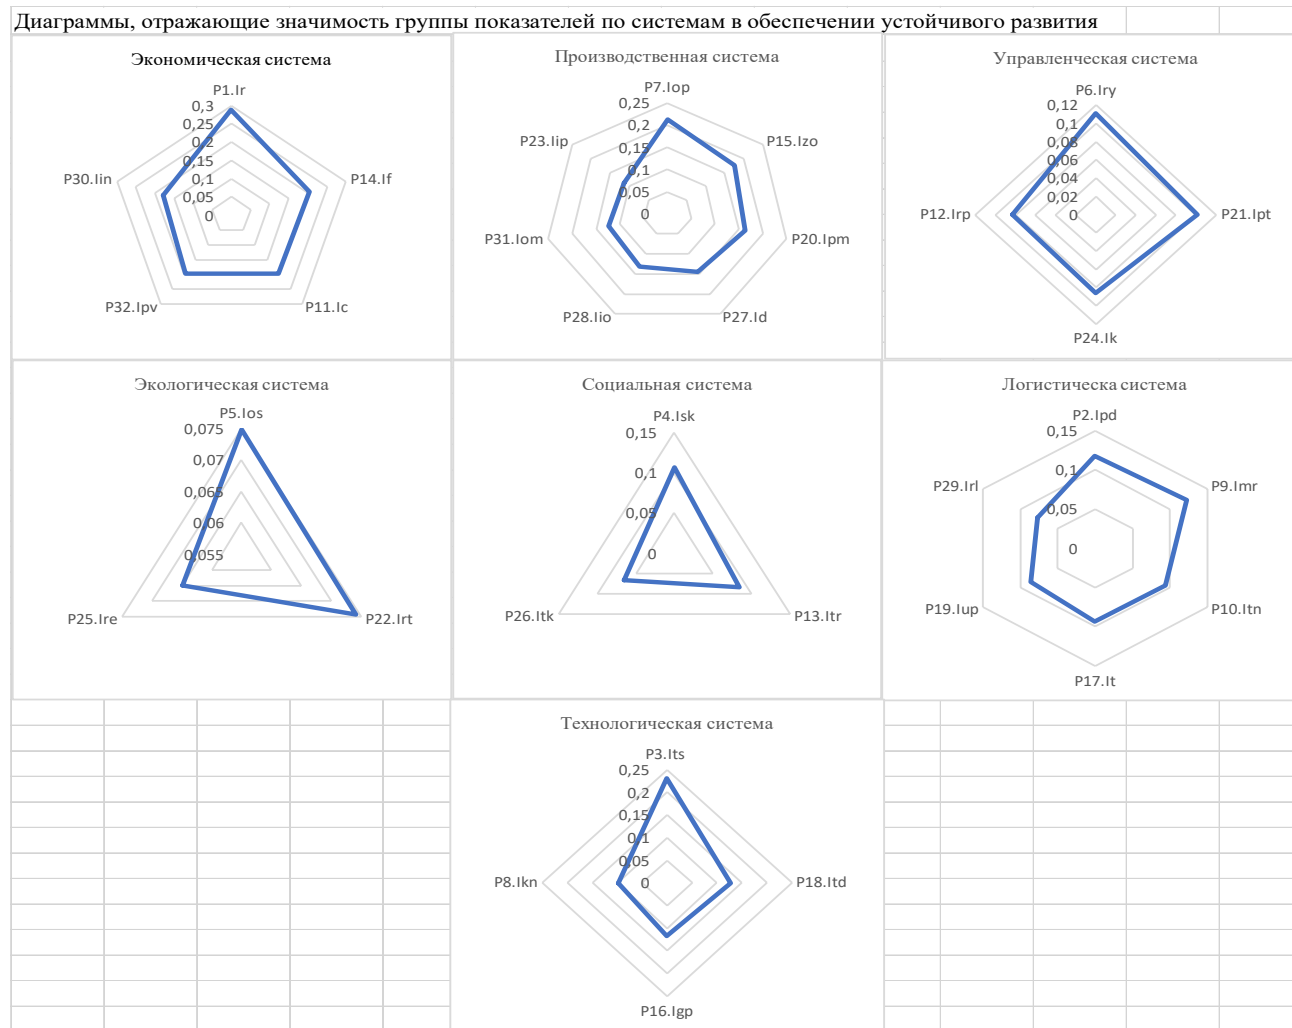 Диаграммы, отражающие значимость группы показателей по системам в обеспечении устойчивого развития
Экономическая система
P1.Ir
0,3
0,25
0,2
0,15
0,1
0,05
0
P30.Iin
P14.If
P32.Ipv
P11.Ic
Производственная система
P7.Iop
0,25
0,2
0,15
0,1
0,05
0
P23.Iip
P15.Izo
P31.Iom
P20.Ipm
P28.Iio
P27.Id
Управленческая система
P6.Iry
0,12
0,1
0,08
0,06
0,04
0,02
0
P12.Irp
P21.Ipt
P24.Ik
Экологическая система
P5.Ios
0,075
0,07
0,065
0,06
0,055
P25.Ire
P22.Irt
Социальная система
P4.Isk
0,15
0,1
0,05
0
P26.Itk
P13.Itr
Логистическа система
P2.Ipd
0,15
0,1
0,05
0
P29.Irl
P9.Imr
P19.Iup
P10.Itn
P17.It
Технологическая система
P3.Its
0,25
0,2
0,15
0,1
0,05
0
P8.Ikn
P18.Itd
P16.Igp